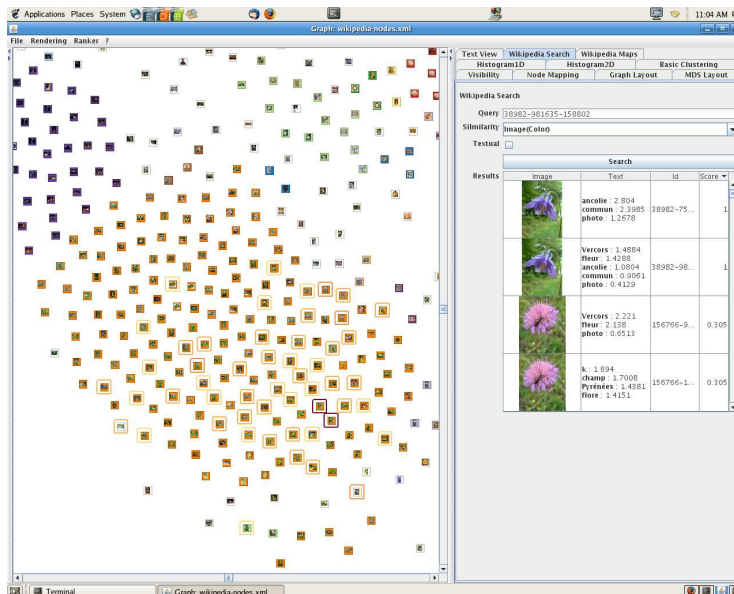 Applications Places System
11:04 AM
Graph: wikipedia-nodes.xml
File Rendering Ranker ?
Text View Wikipedia Search Wikipedia Maps
Histogram1D Histogram2D Basic Clustering
Visibility Node Mapping Graph Layout MDS Layout
Wikipedia Search
Query 38982-981635-158802
Silmilarity Image(Color)
Textual
Search
Results Image Text Id Score
ancolie : 2.804
commun : 2.3985 38982-75... 1
photo : 1.2678
Vercors : 1.4884
fleur : 1.4288
ancolie : 1.0804 38982-98... 1
commun : 0.9061
photo : 0.4129
Vercors : 2.221
fleur : 2.138 156766-9... 0.305
photo : 0.6513
k : 1.894
champ : 1.7008
Pyrénées : 1.4381 156766-1... 0.305
flore : 1.4151
Terminal Graph: wikipedia-nodes.xml